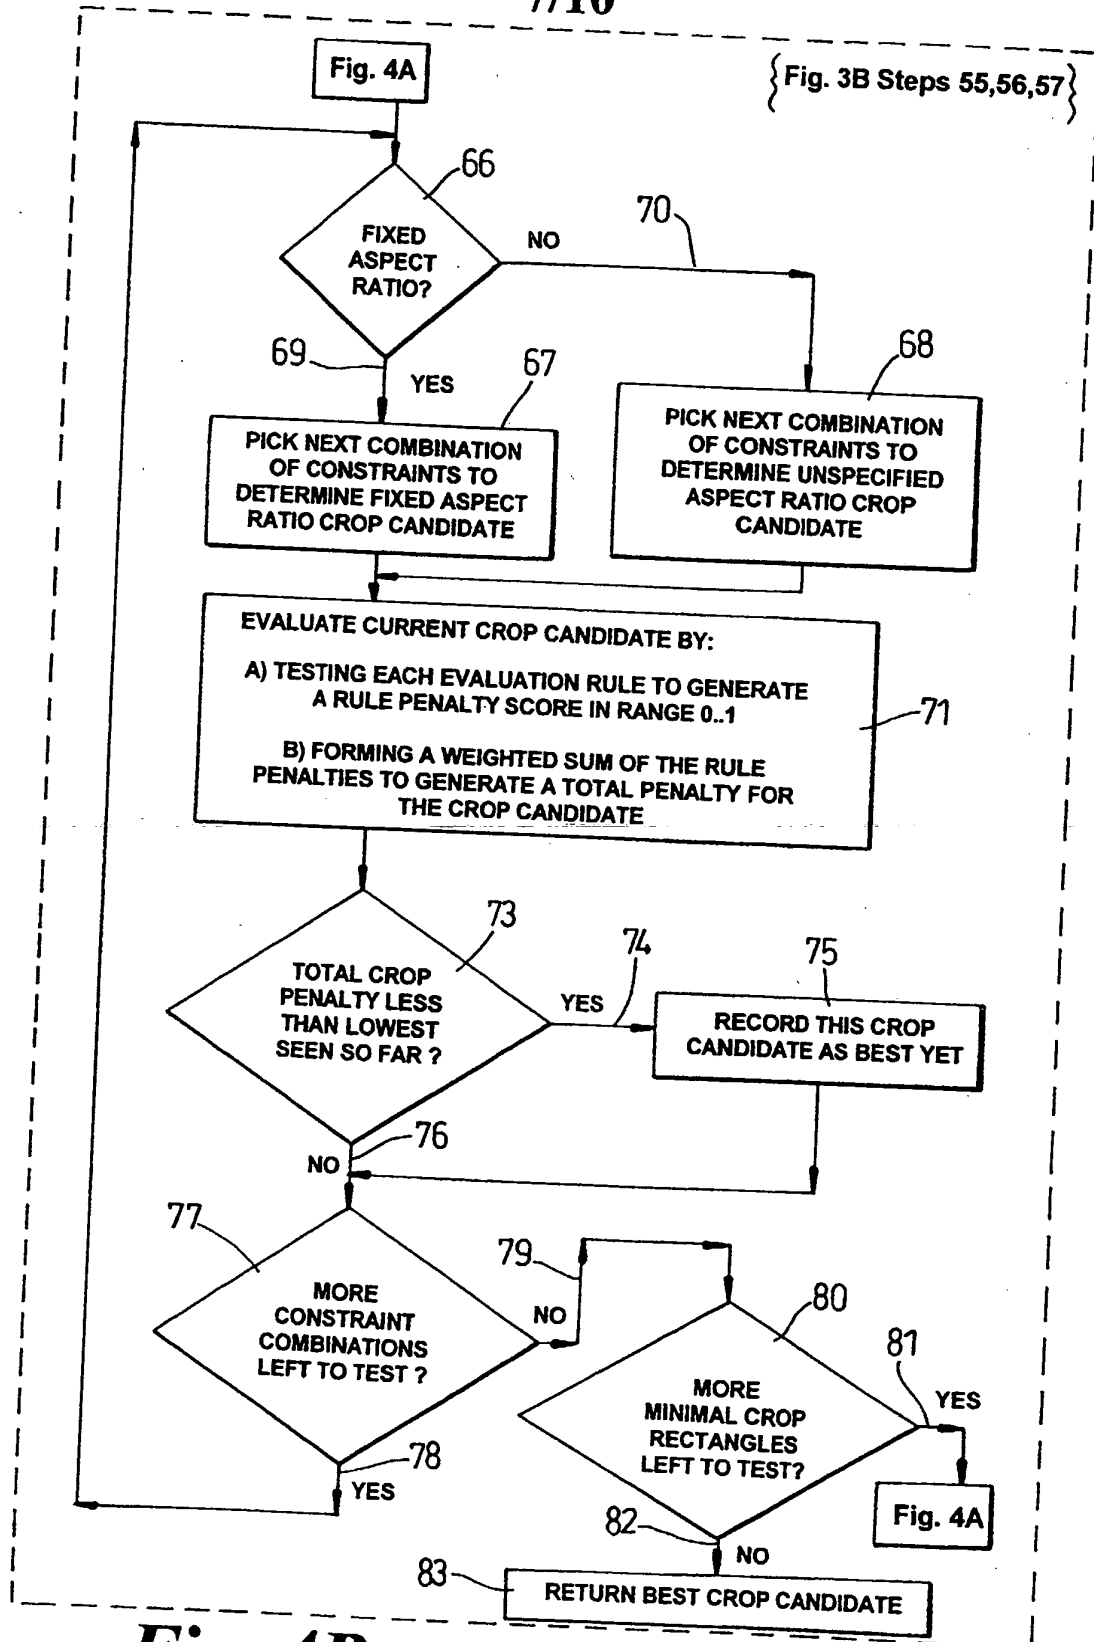 7/10
Fig. 4A
{Fig. 3B Steps 55,56,57}
66
FIXED
ASPECT
RATIO?
NO
70
69
YES
67
68
PICK NEXT COMBINATION
OF CONSTRAINTS TO
DETERMINE FIXED ASPECT
RATIO CROP CANDIDATE
PICK NEXT COMBINATION
OF CONSTRAINTS TO
DETERMINE UNSPECIFIED
ASPECT RATIO CROP
CANDIDATE
EVALUATE CURRENT CROP CANDIDATE BY:
A) TESTING EACH EVALUATION RULE TO GENERATE
A RULE PENALTY SCORE IN RANGE 0..1
B) FORMING A WEIGHTED SUM OF THE RULE
PENALTIES TO GENERATE A TOTAL PENALTY FOR
THE CROP CANDIDATE
71
73
TOTAL CROP
PENALTY LESS
THAN LOWEST
SEEN SO FAR ?
YES
74
75
RECORD THIS CROP
CANDIDATE AS BEST YET
76
NO
77
MORE
CONSTRAINT
COMBINATIONS
LEFT TO TEST ?
79
NO
78
YES
80
MORE
MINIMAL CROP
RECTANGLES
LEFT TO TEST?
81
YES
Fig. 4A
82
NO
83
RETURN BEST CROP CANDIDATE
Fig. 4B